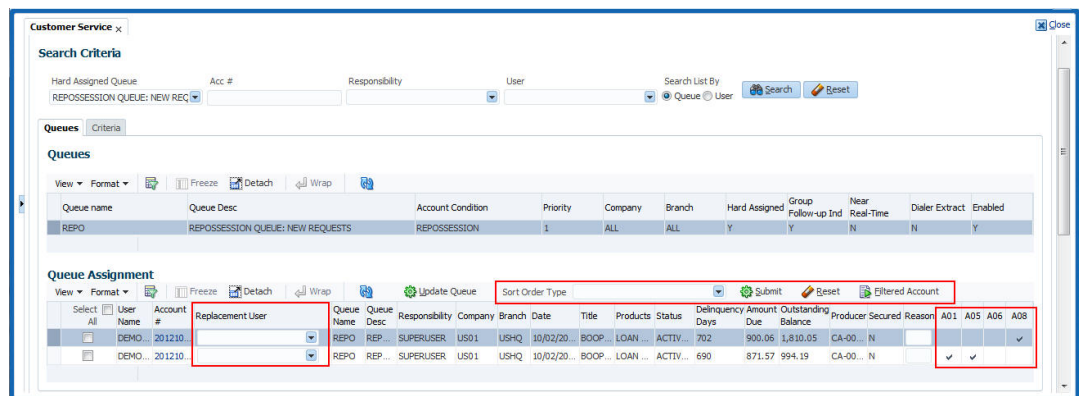 Customer Service x
Close
Search Criteria
Hard Assigned Queue Acc # Responsibility User Search List By
REPOSSESSION QUEUE: NEW REQ Queue User Search Reset
Queues Criteria
Queues
View Format Freeze Detach Wrap
Queue name Queue Desc Account Condition Priority Company Branch Hard Assigned Group Follow-up Ind Near Real-Time Dialer Extract Enabled
REPO REPOSSESSION QUEUE: NEW REQUESTS REPOSSESSION 1 ALL ALL Y Y N N Y
Queue Assignment
View Format Freeze Detach Wrap Update Queue Sort Order Type Submit Reset Filtered Account
Select All User Name Account # Replacement User Queue Name Queue Desc Responsibility Company Branch Date Title Products Status Delinquency Days Amount Due Outstanding Balance Producer Secured Reason A01 A05 A06 A08
DEMO... 201210... REPO REP... SUPERUSER US01 USHQ 10/02/20... BOOP... LOAN ... ACTIV... 702 900.06 1,810.05 CA-00... N
DEMO... 201210... REPO REP... SUPERUSER US01 USHQ 10/02/20... BOOP... LOAN ... ACTIV... 690 871.57 994.19 CA-00... N